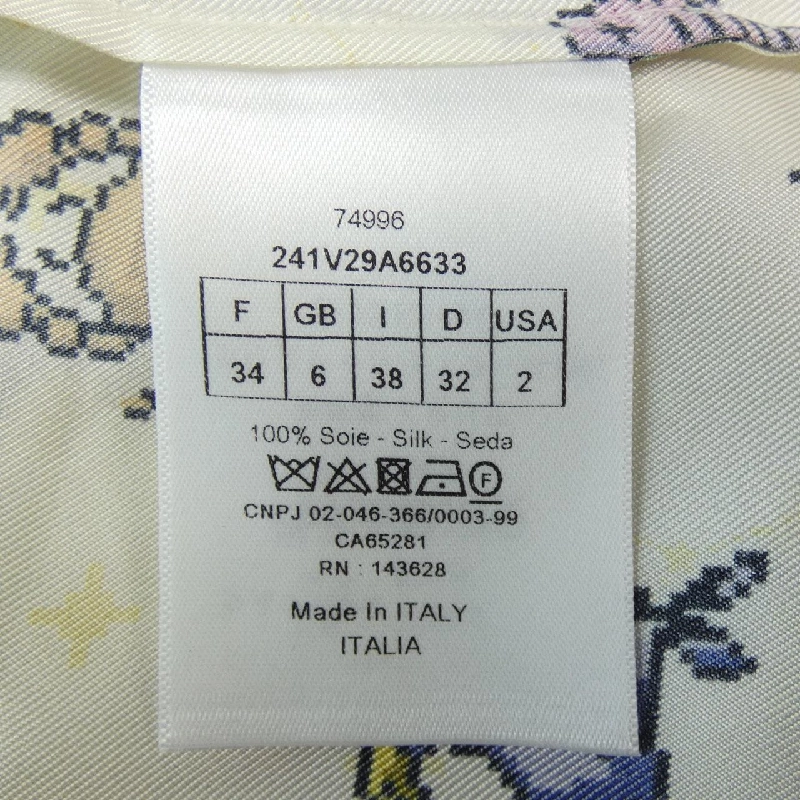 74996
241V29A6633
F GB I D USA
34 6 38 32 2
100% Soie - Silk - Seda
F
CNPJ 02-046-366/0003-99
CA65281
RN : 143628
Made In ITALY
ITALIA